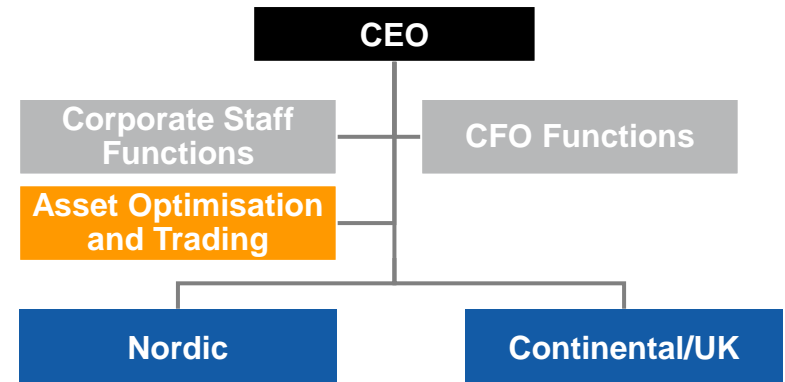 CEO
Corporate Staff
Functions
CFO Functions
Asset Optimisation
and Trading
Nordic
Continental/UK